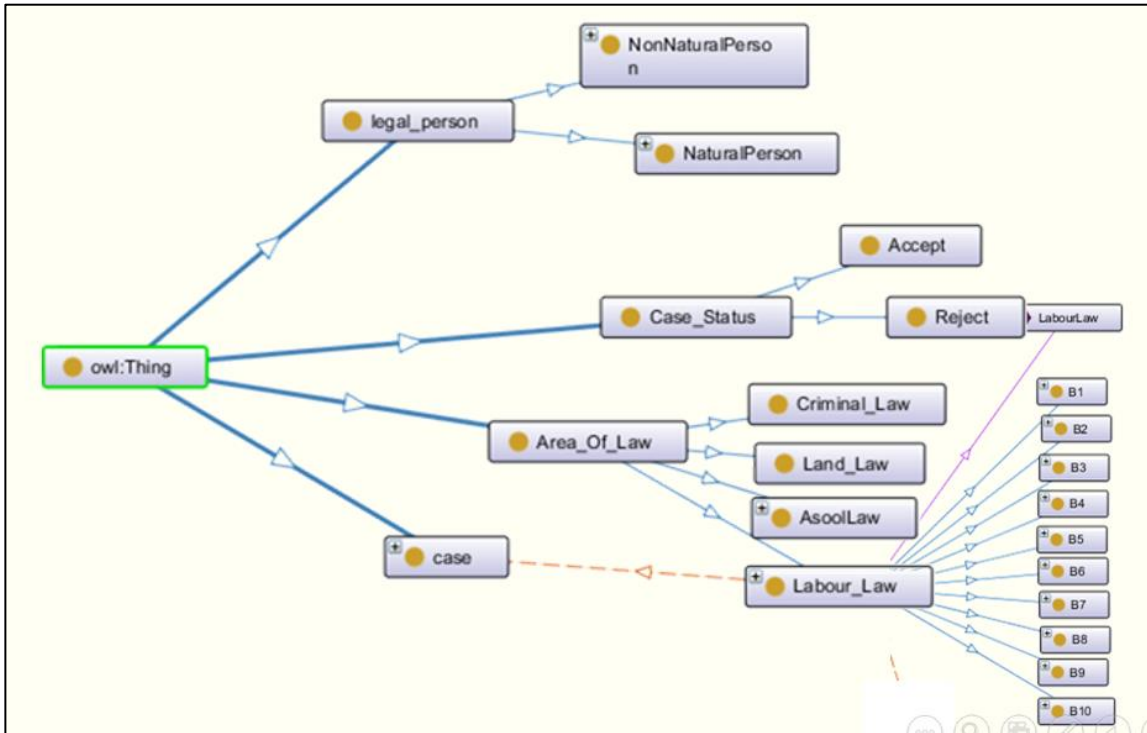 NonNaturalPerso
n
legal_person
NaturalPerson
Accept
Case_Status
Reject
LabourLaw
owl:Thing
B1
Criminal_Law
B2
Area_Of_Law
Land_Law
B3
B4
AsoolLaw
B5
case
B6
Labour_Law
B7
B8
B9
B10